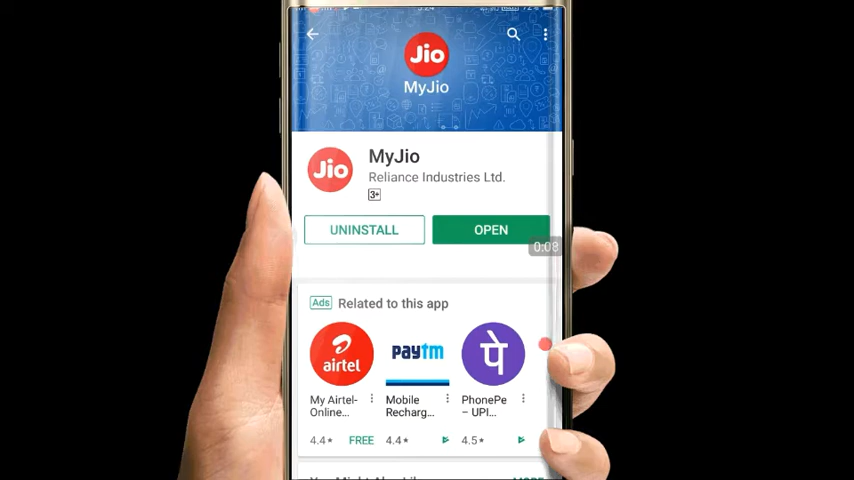 Jio
MyJio
Jio
MyJio
Reliance Industries Ltd.
3+
UNINSTALL
OPEN
0:08
Ads Related to this app
airtel
paytm
पे
My Airtel-
Online...
Mobile
Recharg...
PhonePe
– UPI...
4.4★
FREE
4.4★
4.5★